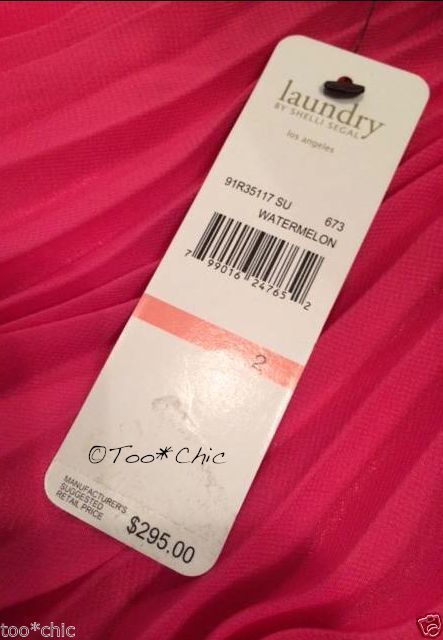 laundry
BY SHELLI SEGAL
los angeles
91R35117 SU 673
WATERMELON
7 99016 24765 2
2
©Too*Chic
MANUFACTURER'S
SUGGESTED
RETAIL PRICE
$295.00
too*chic